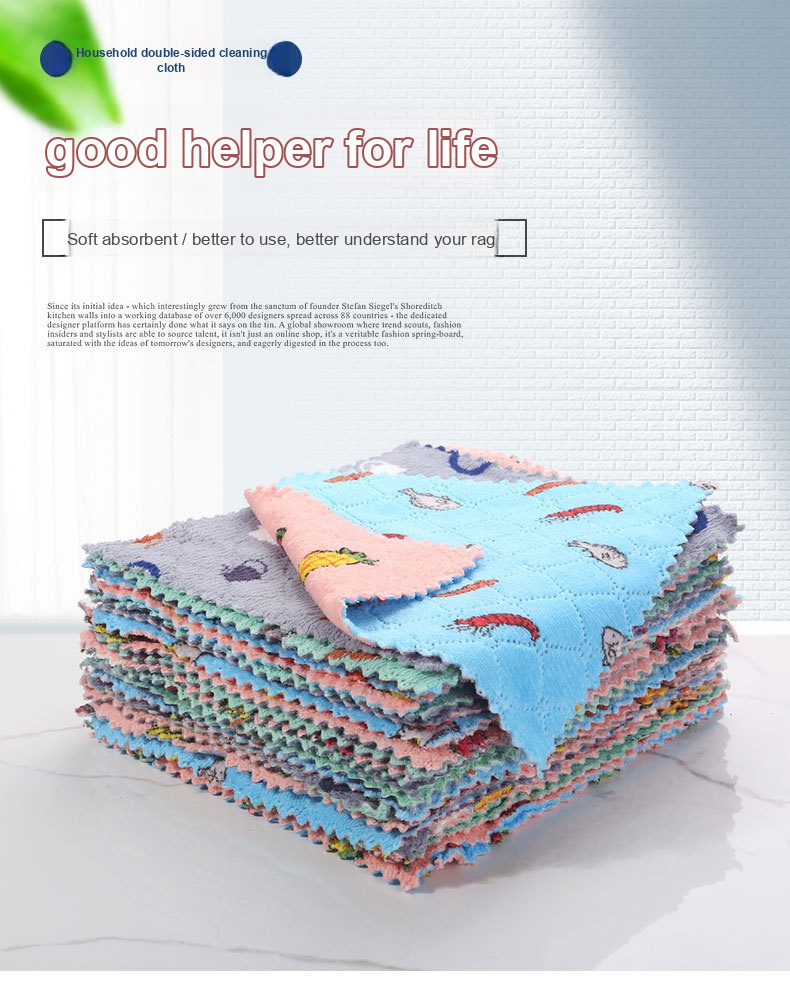 Household double-sided cleaning
cloth
good helper for life
Soft absorbent / better to use, better understand your rag
Since its initial idea - which interestingly grew from the sanctum of founder Stefan Siegel's Shoreditch
kitchen walls into a working database of over 6,000 designers spread across 88 countries - the dedicated
designer platform has certainly done what it says on the tin. A global showroom where trend scouts, fashion
insiders and stylists are able to source talent, it isn't just an online shop, it's a veritable fashion spring-board,
saturated with the ideas of tomorrow's designers, and eagerly digested in the process too.